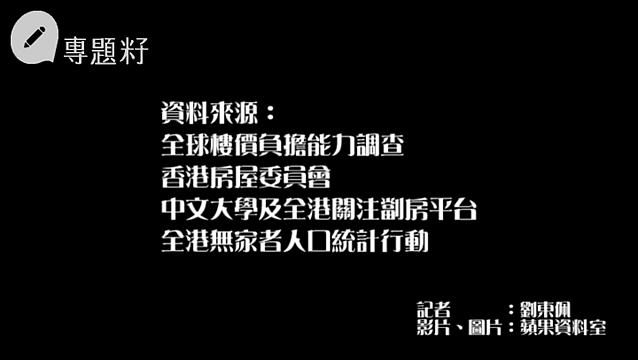 專題籽
資料來源：
全球樓價負擔能力調查
香港房屋委員會
中文大學及全港關注劏房平台
全港無家者人口統計行動
記者　　　：劉東佩
影片、圖片：蘋果資料室